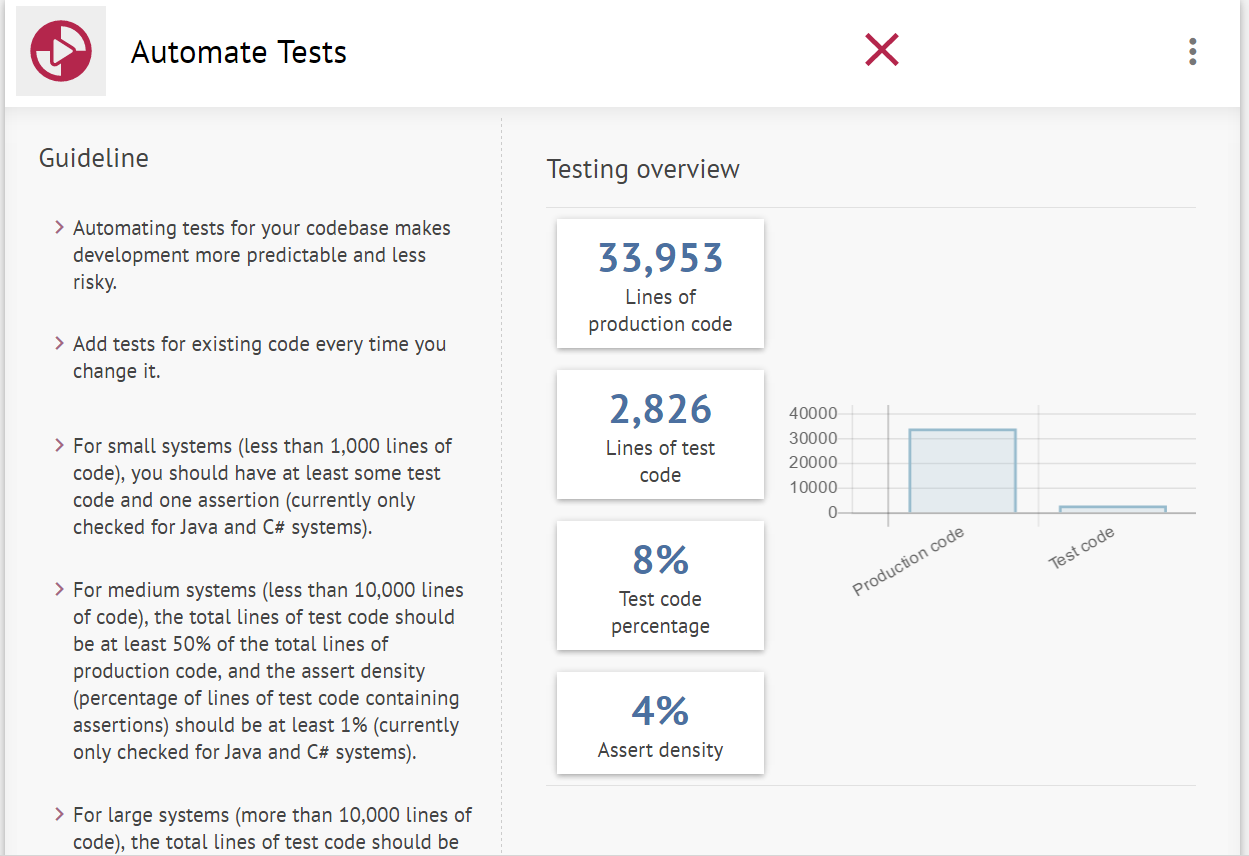 Automate Tests
Guideline
Automating tests for your codebase makes
development more predictable and less
risky.
Add tests for existing code every time you
change it.
For small systems (less than 1,000 lines of
code), you should have at least some test
code and one assertion (currently only
checked for Java and C# systems).
For medium systems (less than 10,000 lines
of code), the total lines of test code should
be at least 50% of the total lines of
production code, and the assert density
(percentage of lines of test code containing
assertions) should be at least 1% (currently
only checked for Java and C# systems).
For large systems (more than 10,000 lines of
code), the total lines of test code should be
Testing overview
33,953
Lines of
production code
2,826
Lines of test
code
8%
Test code
percentage
4%
Assert density
40000
30000
20000
10000
0
Production code
Test code